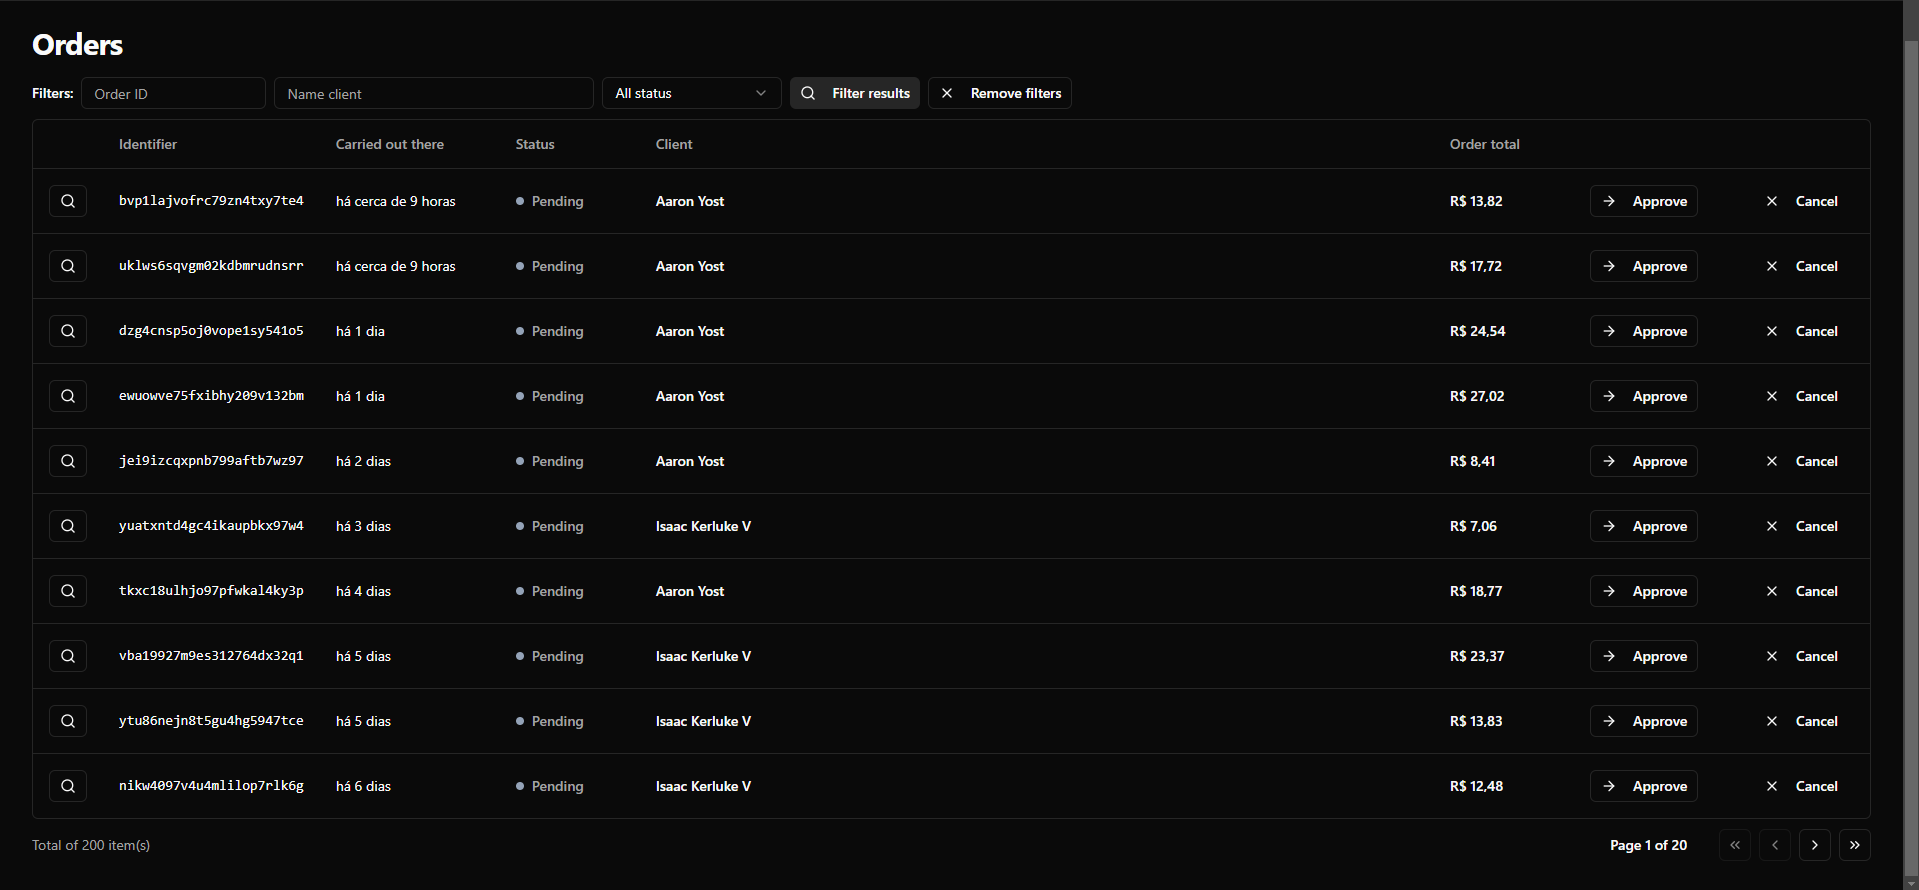 Orders
Filters: Order ID Name client All status Filter results Remove filters
Identifier Carried out there Status Client Order total
bvp1lajvofrc79zn4txy7te4 há cerca de 9 horas Pending Aaron Yost R$ 13,82 Approve Cancel
uklws6sqvgm02kdbmrudnsrr há cerca de 9 horas Pending Aaron Yost R$ 17,72 Approve Cancel
dzg4cnsp5oj0vope1sy541o5 há 1 dia Pending Aaron Yost R$ 24,54 Approve Cancel
ewuowve75fxibhy209v132bm há 1 dia Pending Aaron Yost R$ 27,02 Approve Cancel
jei9izcqxpnb799aftb7wz97 há 2 dias Pending Aaron Yost R$ 8,41 Approve Cancel
yuatxntd4gc4ikaupbkx97w4 há 3 dias Pending Isaac Kerluke V R$ 7,06 Approve Cancel
tkxc18ulhjo97pfwkal4ky3p há 4 dias Pending Aaron Yost R$ 18,77 Approve Cancel
vba19927m9es312764dx32q1 há 5 dias Pending Isaac Kerluke V R$ 23,37 Approve Cancel
ytu86nejn8t5gu4hg5947tce há 5 dias Pending Isaac Kerluke V R$ 13,83 Approve Cancel
nikw4097v4u4mlilop7rlk6g há 6 dias Pending Isaac Kerluke V R$ 12,48 Approve Cancel
Total of 200 item(s) Page 1 of 20